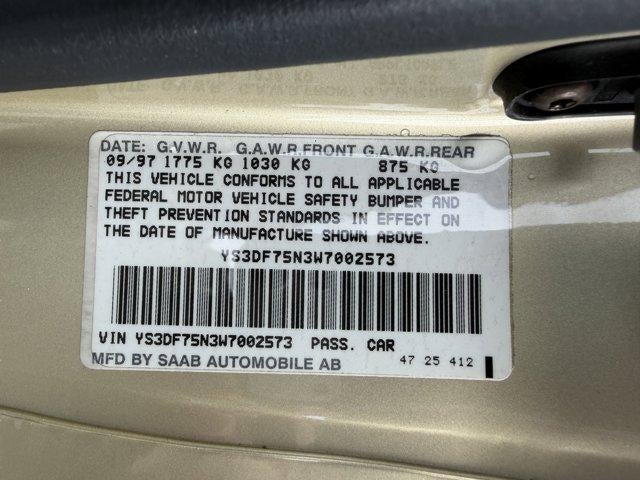 DATE: G.V.W.R. G.A.W.R.FRONT G.A.W.R.REAR
09/97 1775 KG 1030 KG 875 KG
THIS VEHICLE CONFORMS TO ALL APPLICABLE
FEDERAL MOTOR VEHICLE SAFETY BUMPER AND
THEFT PREVENTION STANDARDS IN EFFECT ON
THE DATE OF MANUFACTURE SHOWN ABOVE.
YS3DF75N3W7002573
VIN YS3DF75N3W7002573 PASS. CAR
MFD BY SAAB AUTOMOBILE AB 47 25 412